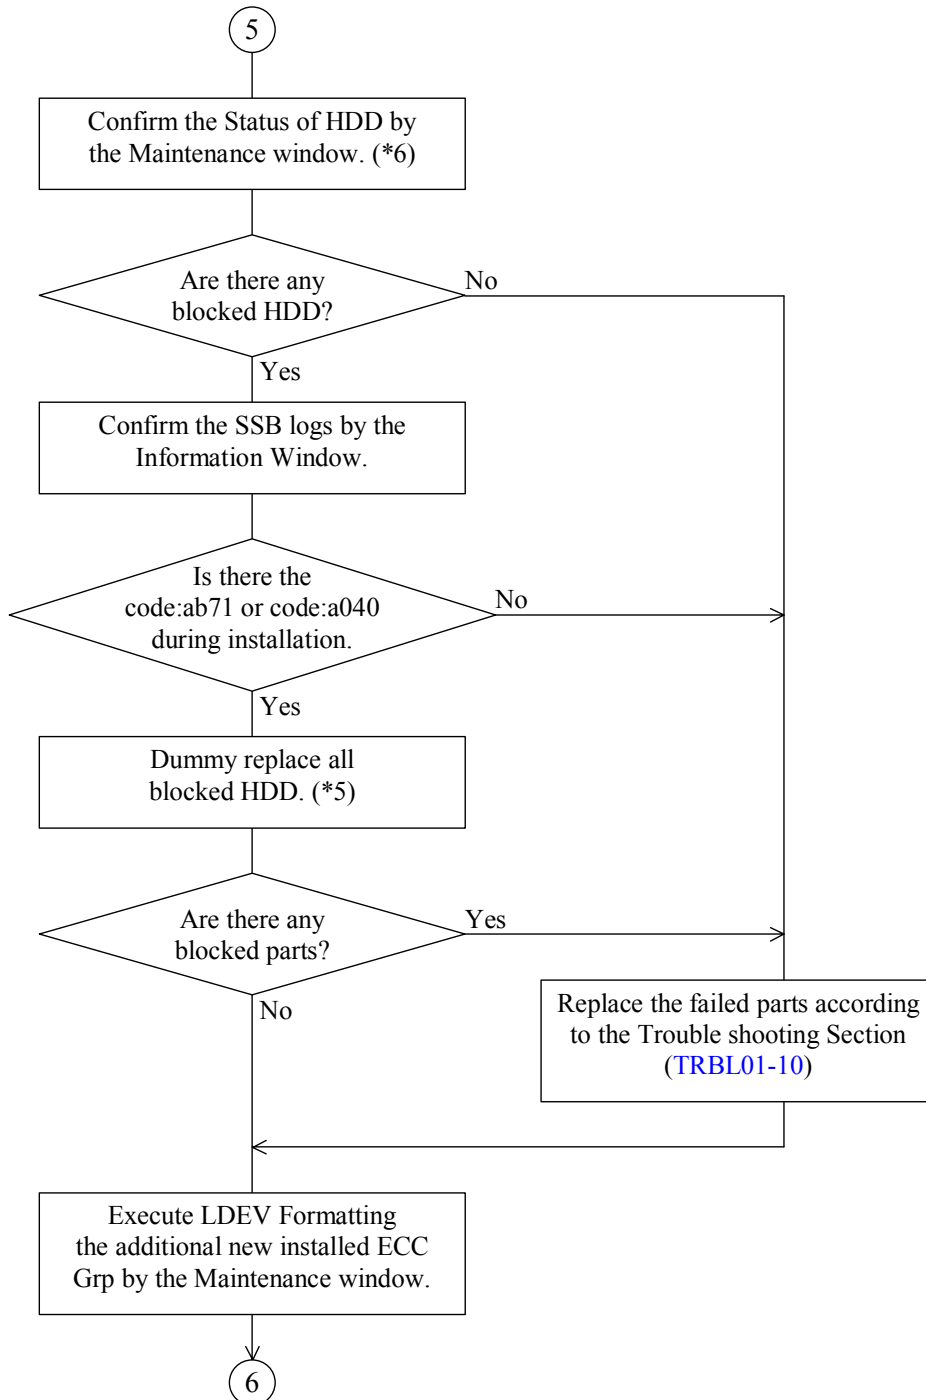 5
Confirm the Status of HDD by
the Maintenance window. (*6)
Are there any
blocked HDD?
No
Yes
Confirm the SSB logs by the
Information Window.
Is there the
code:ab71 or code:a040
during installation.
No
Yes
Dummy replace all
blocked HDD. (*5)
Are there any
blocked parts?
Yes
No
Replace the failed parts according
to the Trouble shooting Section
(TRBL01-10)
Execute LDEV Formatting
the additional new installed ECC
Grp by the Maintenance window.
6